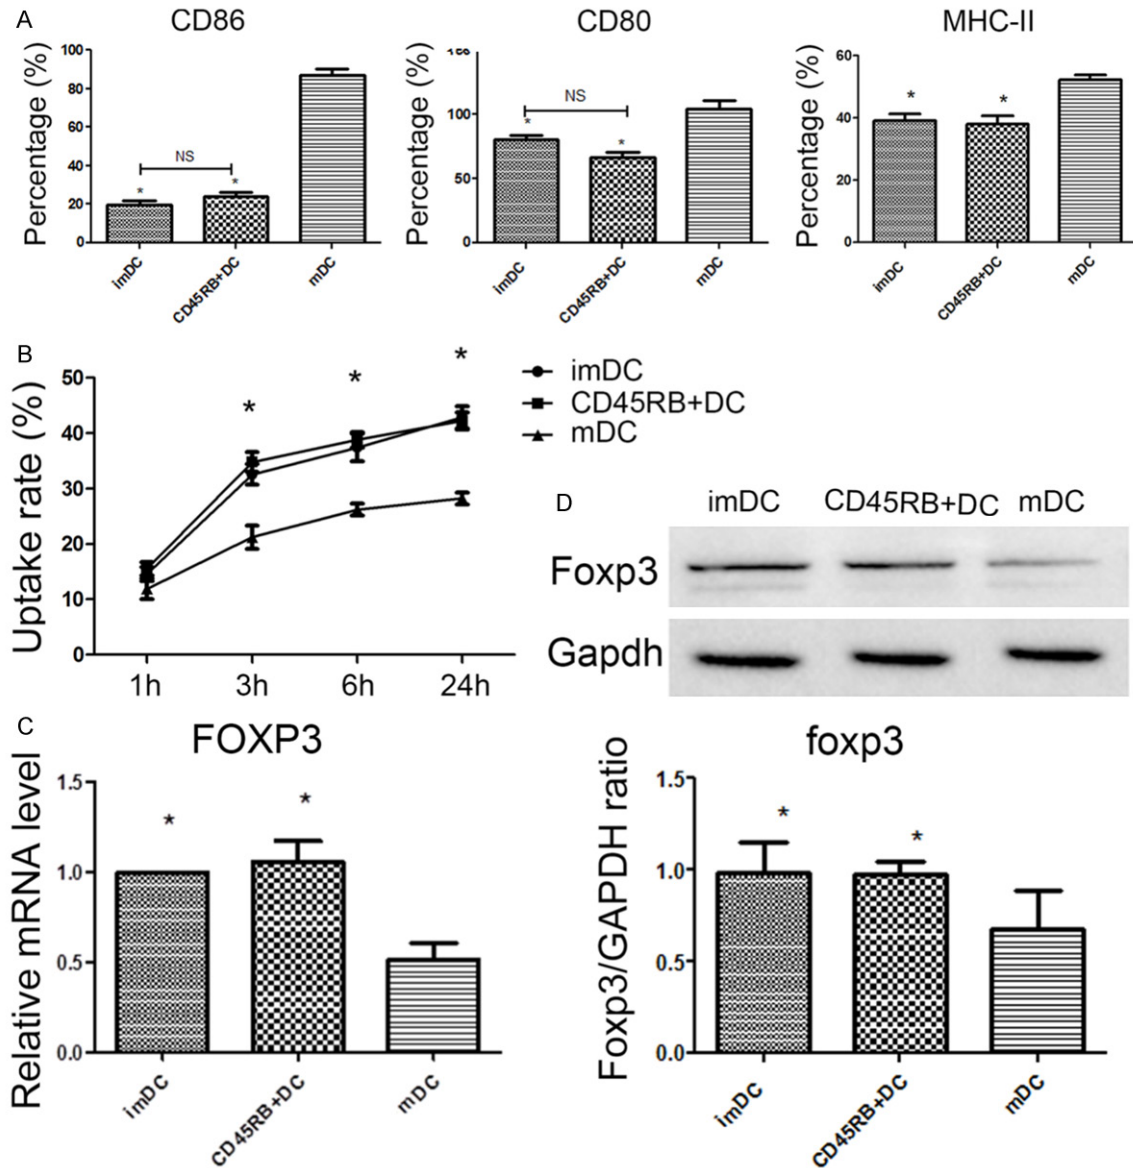 A
CD86
CD80
MHC-II
Percentage (%)
100
80
60
40
20
0
NS
*
*
imDC
CD45RB+DC
mDC
Percentage (%)
100
50
0
NS
*
*
imDC
CD45RB+DC
mDC
Percentage (%)
60
40
20
0
*
*
imDC
CD45RB+DC
mDC
B
Uptake rate (%)
50
40
30
20
10
0
*
*
*
1h
3h
6h
24h
imDC
CD45RB+DC
mDC
D
imDC
CD45RB+DC
mDC
Foxp3
Gapdh
C
FOXP3
Relative mRNA level
1.5
1.0
0.5
0.0
*
*
imDC
CD45RB+DC
mDC
foxp3
Foxp3/GAPDH ratio
1.5
1.0
0.5
0.0
*
*
imDC
CD45RB+DC
mDC